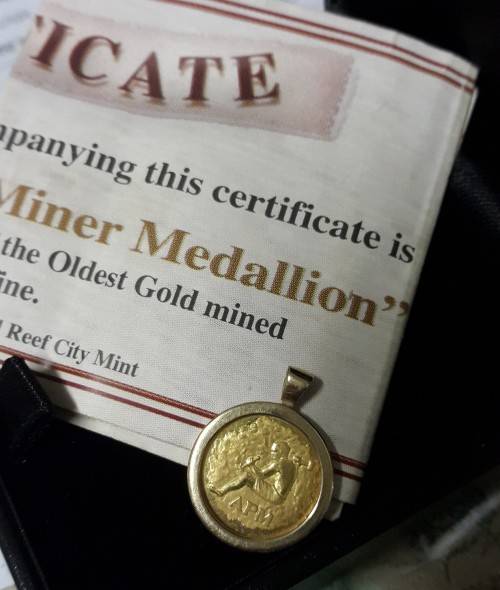 ICATE
panying this certificate is
Miner Medallion”
the Oldest Gold mined
ine.
Reef City Mint